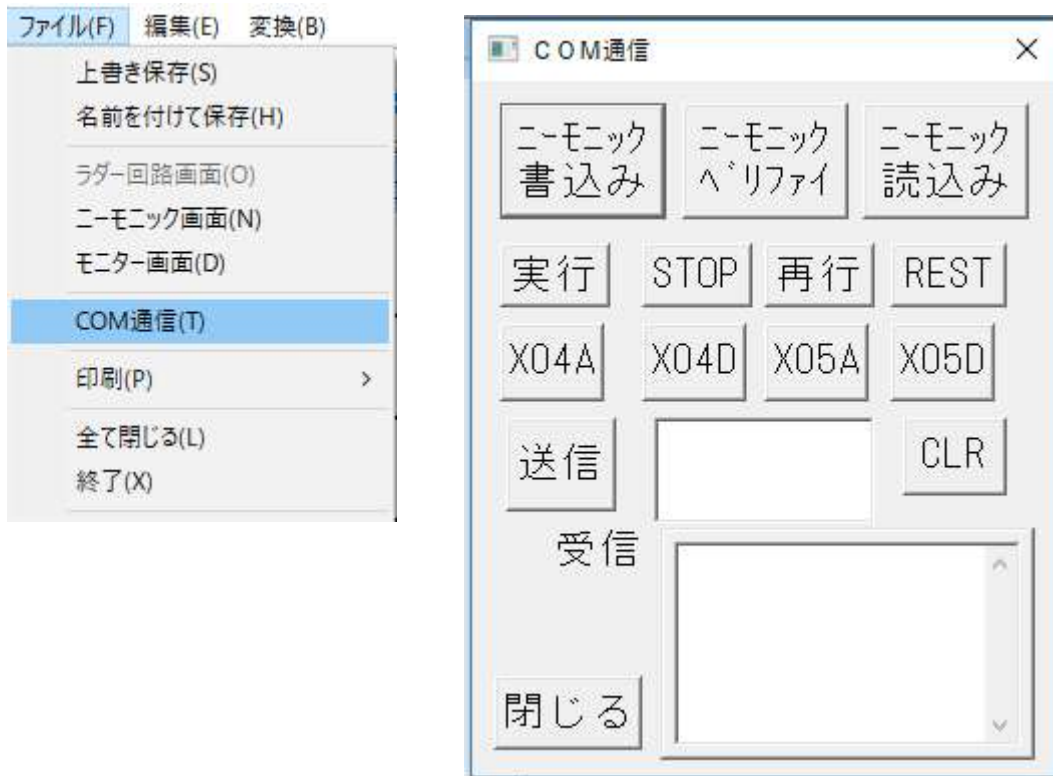 ファイル(F) 編集(E) 変換(B)
上書き保存(S)
名前を付けて保存(H)
ラダー回路画面(O)
ニーモニック画面(N)
モニター画面(D)
COM通信(T)
印刷(P) >
全て閉じる(L)
終了(X)
ＣＯＭ通信
ニーモニック
書込み
ニーモニック
ベリファイ
ニーモニック
読込み
実行 STOP 再行 REST
X04A X04D X05A X05D
送信 CLR
受信
閉じる